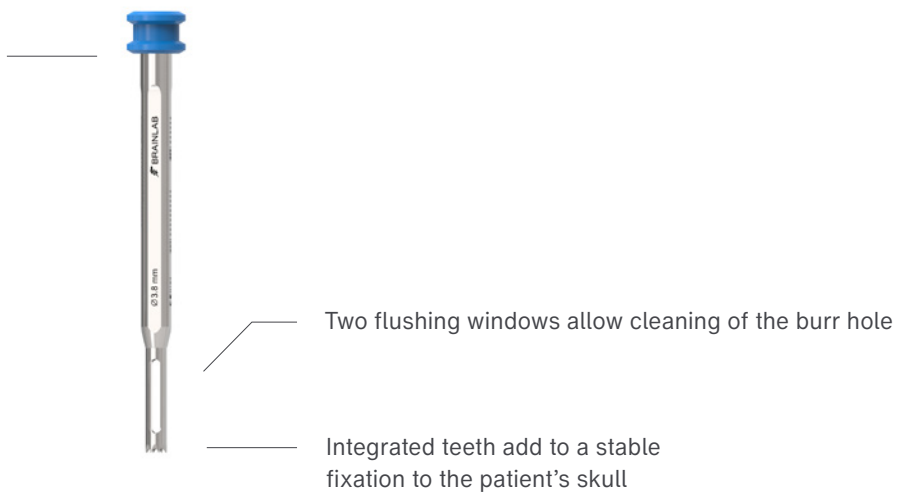 BRAINLAB
Ø 3.8 mm
Two flushing windows allow cleaning of the burr hole
Integrated teeth add to a stable
fixation to the patient’s skull